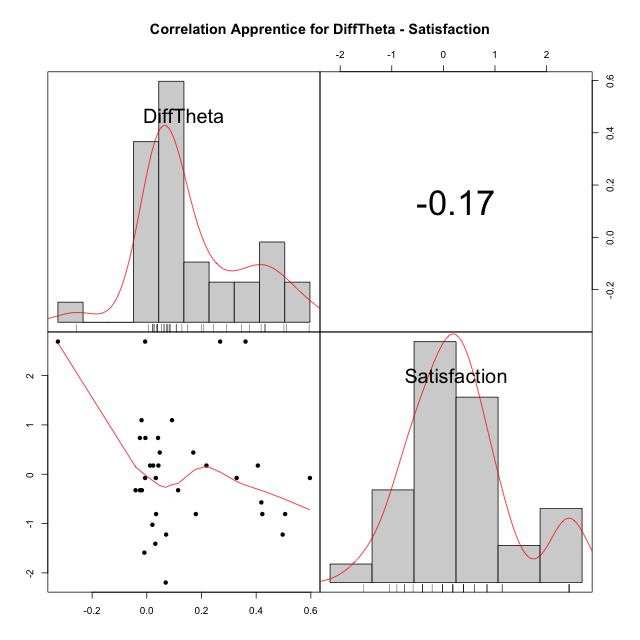 Correlation Apprentice for DiffTheta - Satisfaction
-2 -1 0 1 2
DiffTheta
-0.17
0.6
0.4
0.2
0.0
-0.2
2
1
0
-1
-2
Satisfaction
-0.2 0.0 0.2 0.4 0.6